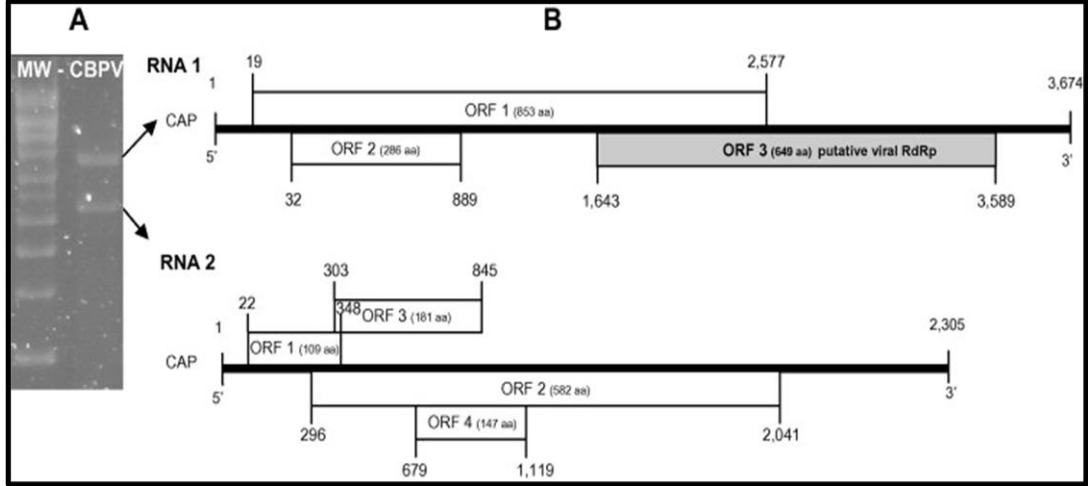 A
B
MW - CBPV
RNA 1
19
2,577
1
3,674
ORF 1 (853 aa)
CAP
5'
ORF 2 (286 aa)
ORF 3 (649 aa) putative viral RdRp
3'
32
889
1,643
3,589
RNA 2
303
845
22
348
ORF 3 (181 aa)
1
2,305
ORF 1 (109 aa)
CAP
5'
ORF 2 (582 aa)
3'
ORF 4 (147 aa)
296
2,041
679
1,119